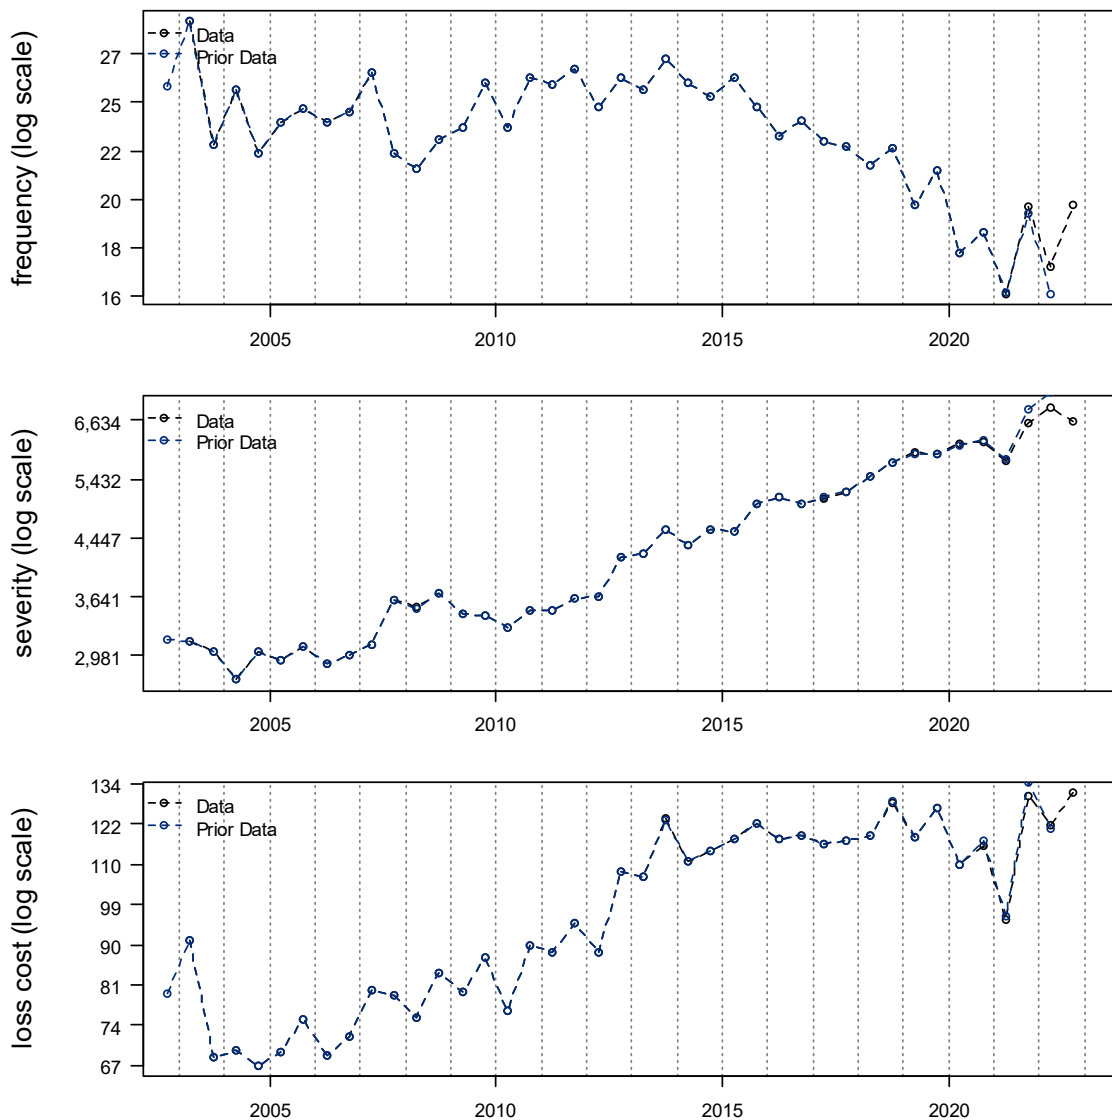 frequency (log scale)
Data
Prior Data
27
25
22
20
18
16
2005 2010 2015 2020
severity (log scale)
Data
Prior Data
6,634
5,432
4,447
3,641
2,981
2005 2010 2015 2020
loss cost (log scale)
Data
Prior Data
134
122
110
99
90
81
74
67
2005 2010 2015 2020